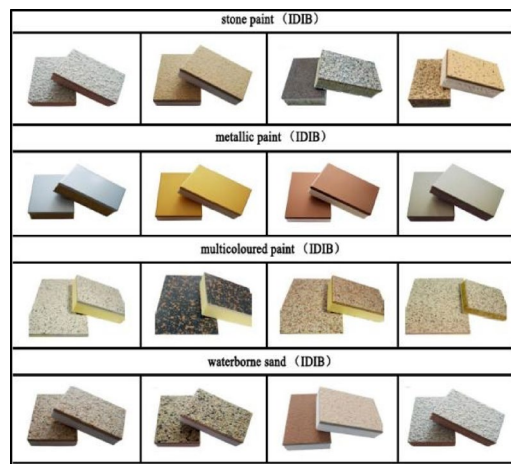 stone paint（IDIB）
metallic paint（IDIB）
multicoloured paint（IDIB）
waterborne sand（IDIB）